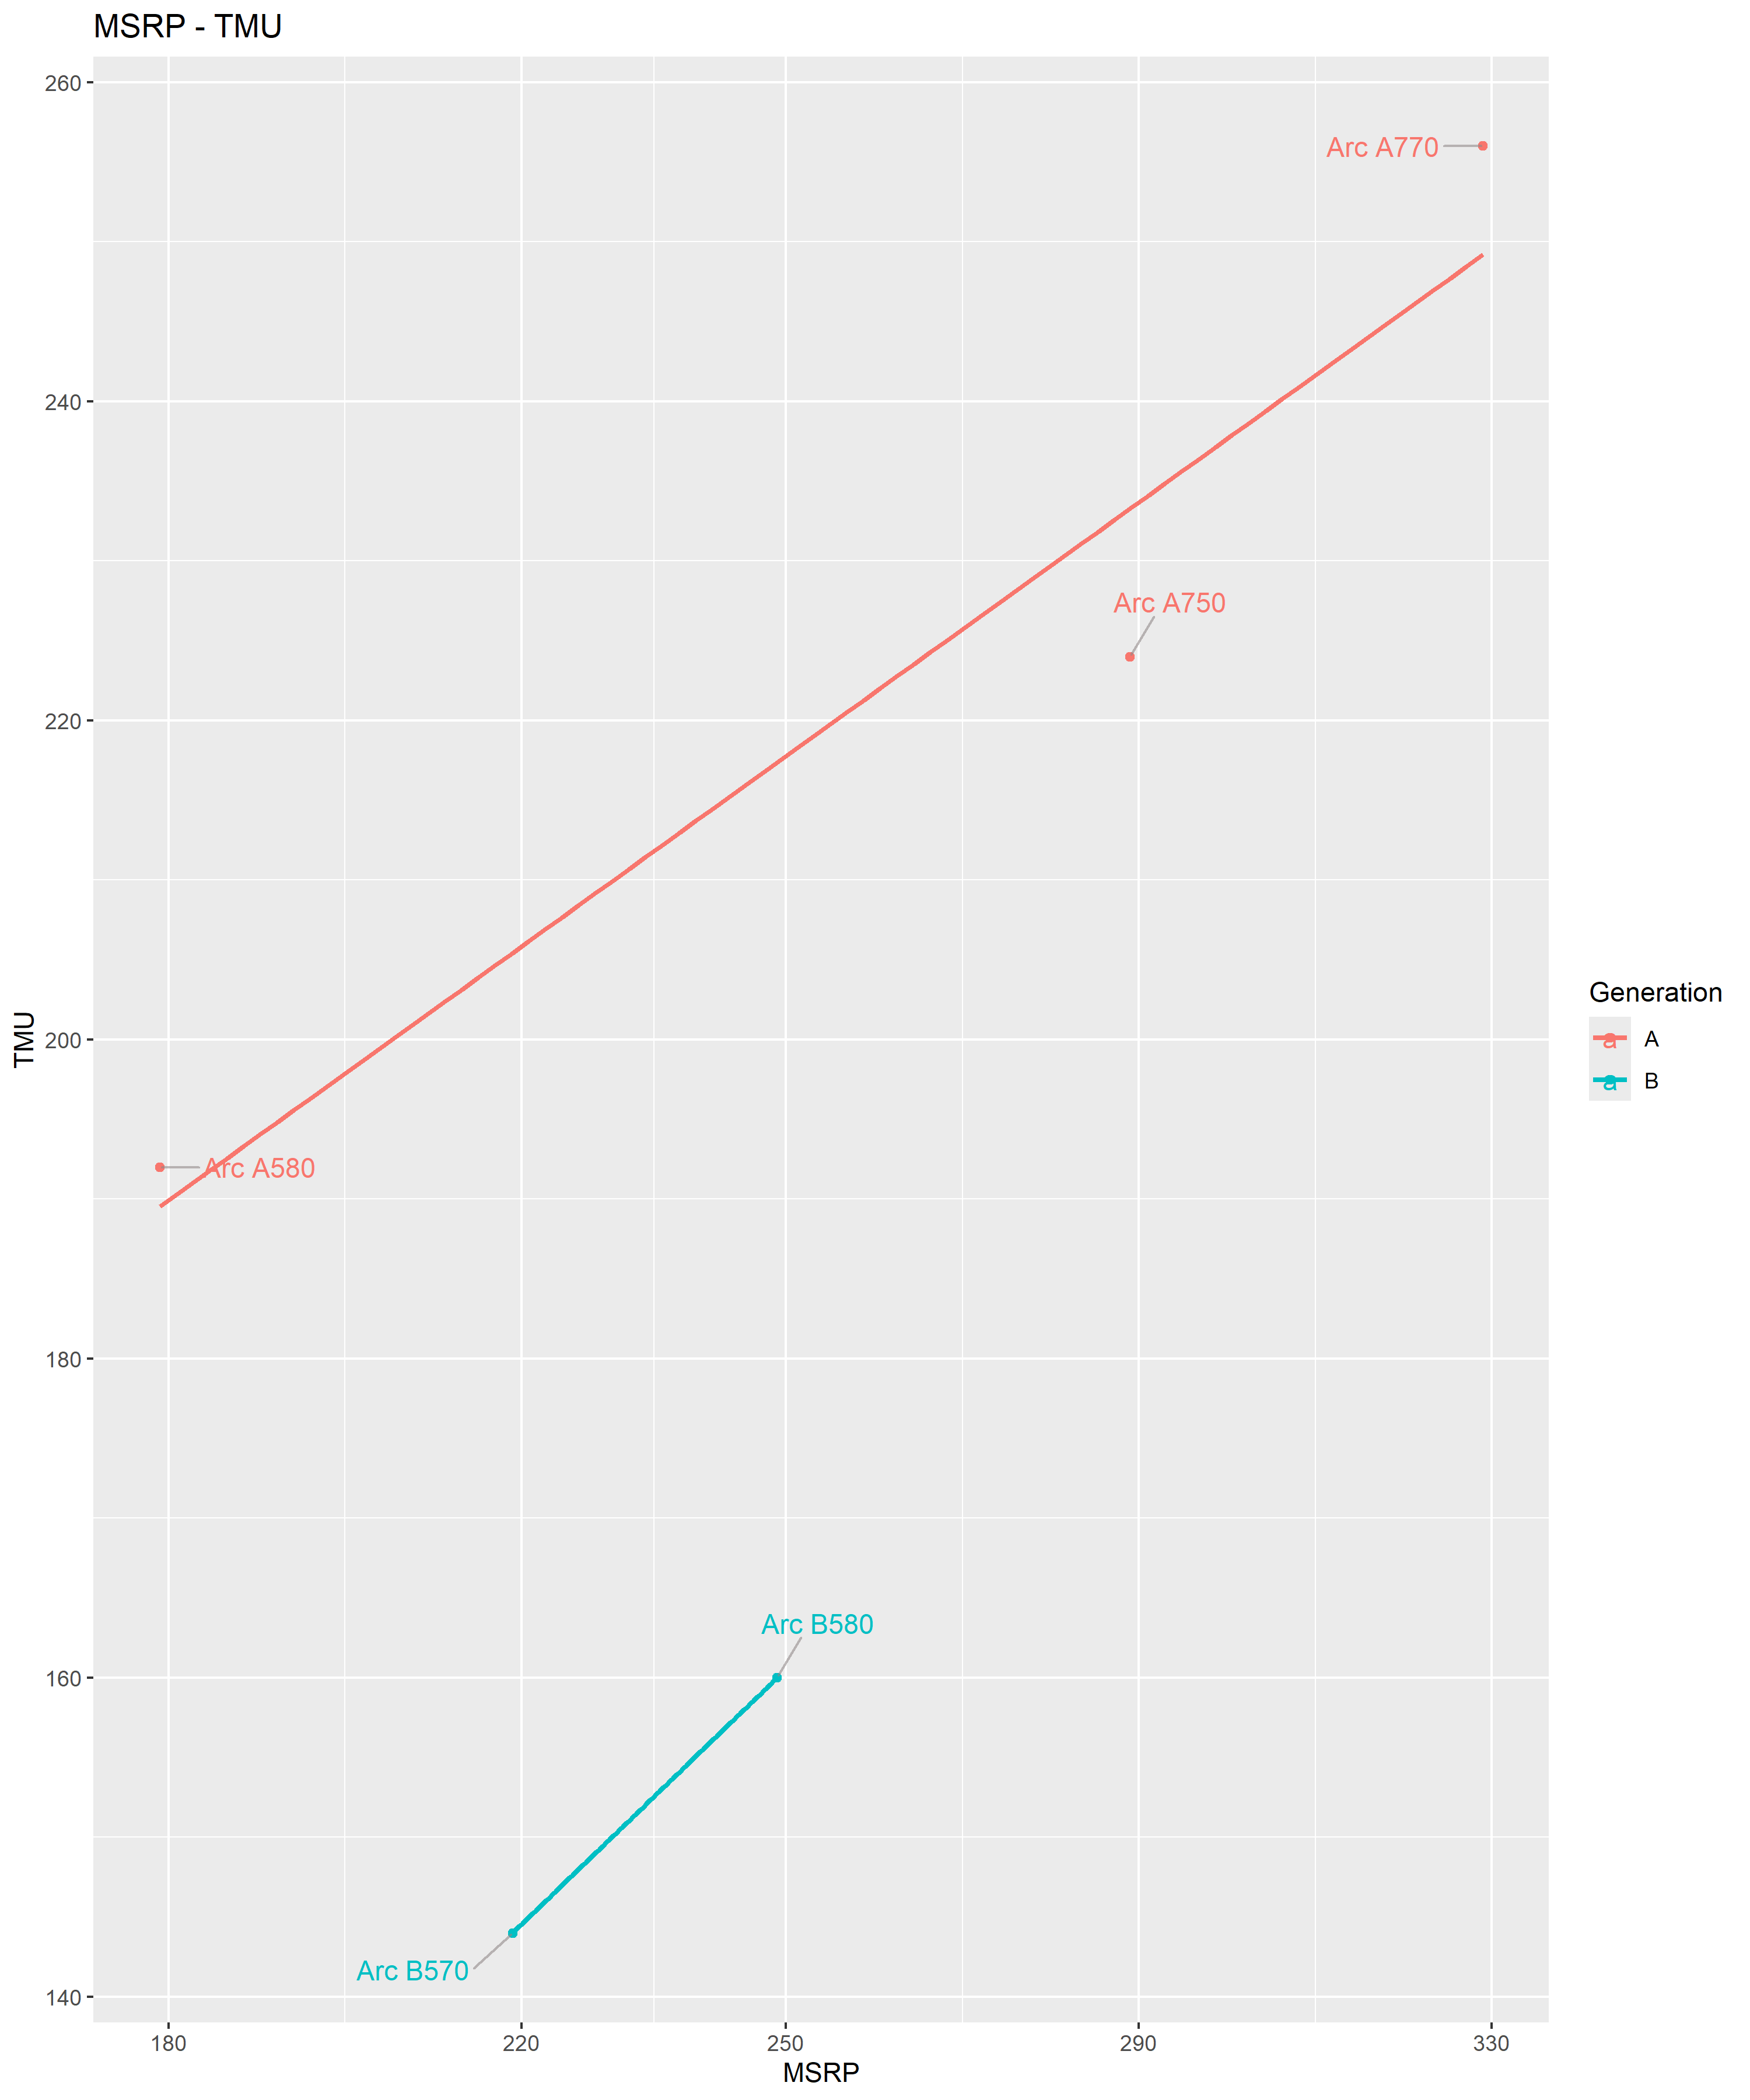 MSRP - TMU
260
240
220
200
180
160
140
TMU
Arc A770
Arc A750
Arc A580
Arc B580
Arc B570
180 220 250 290 330
MSRP
Generation
a A
a B